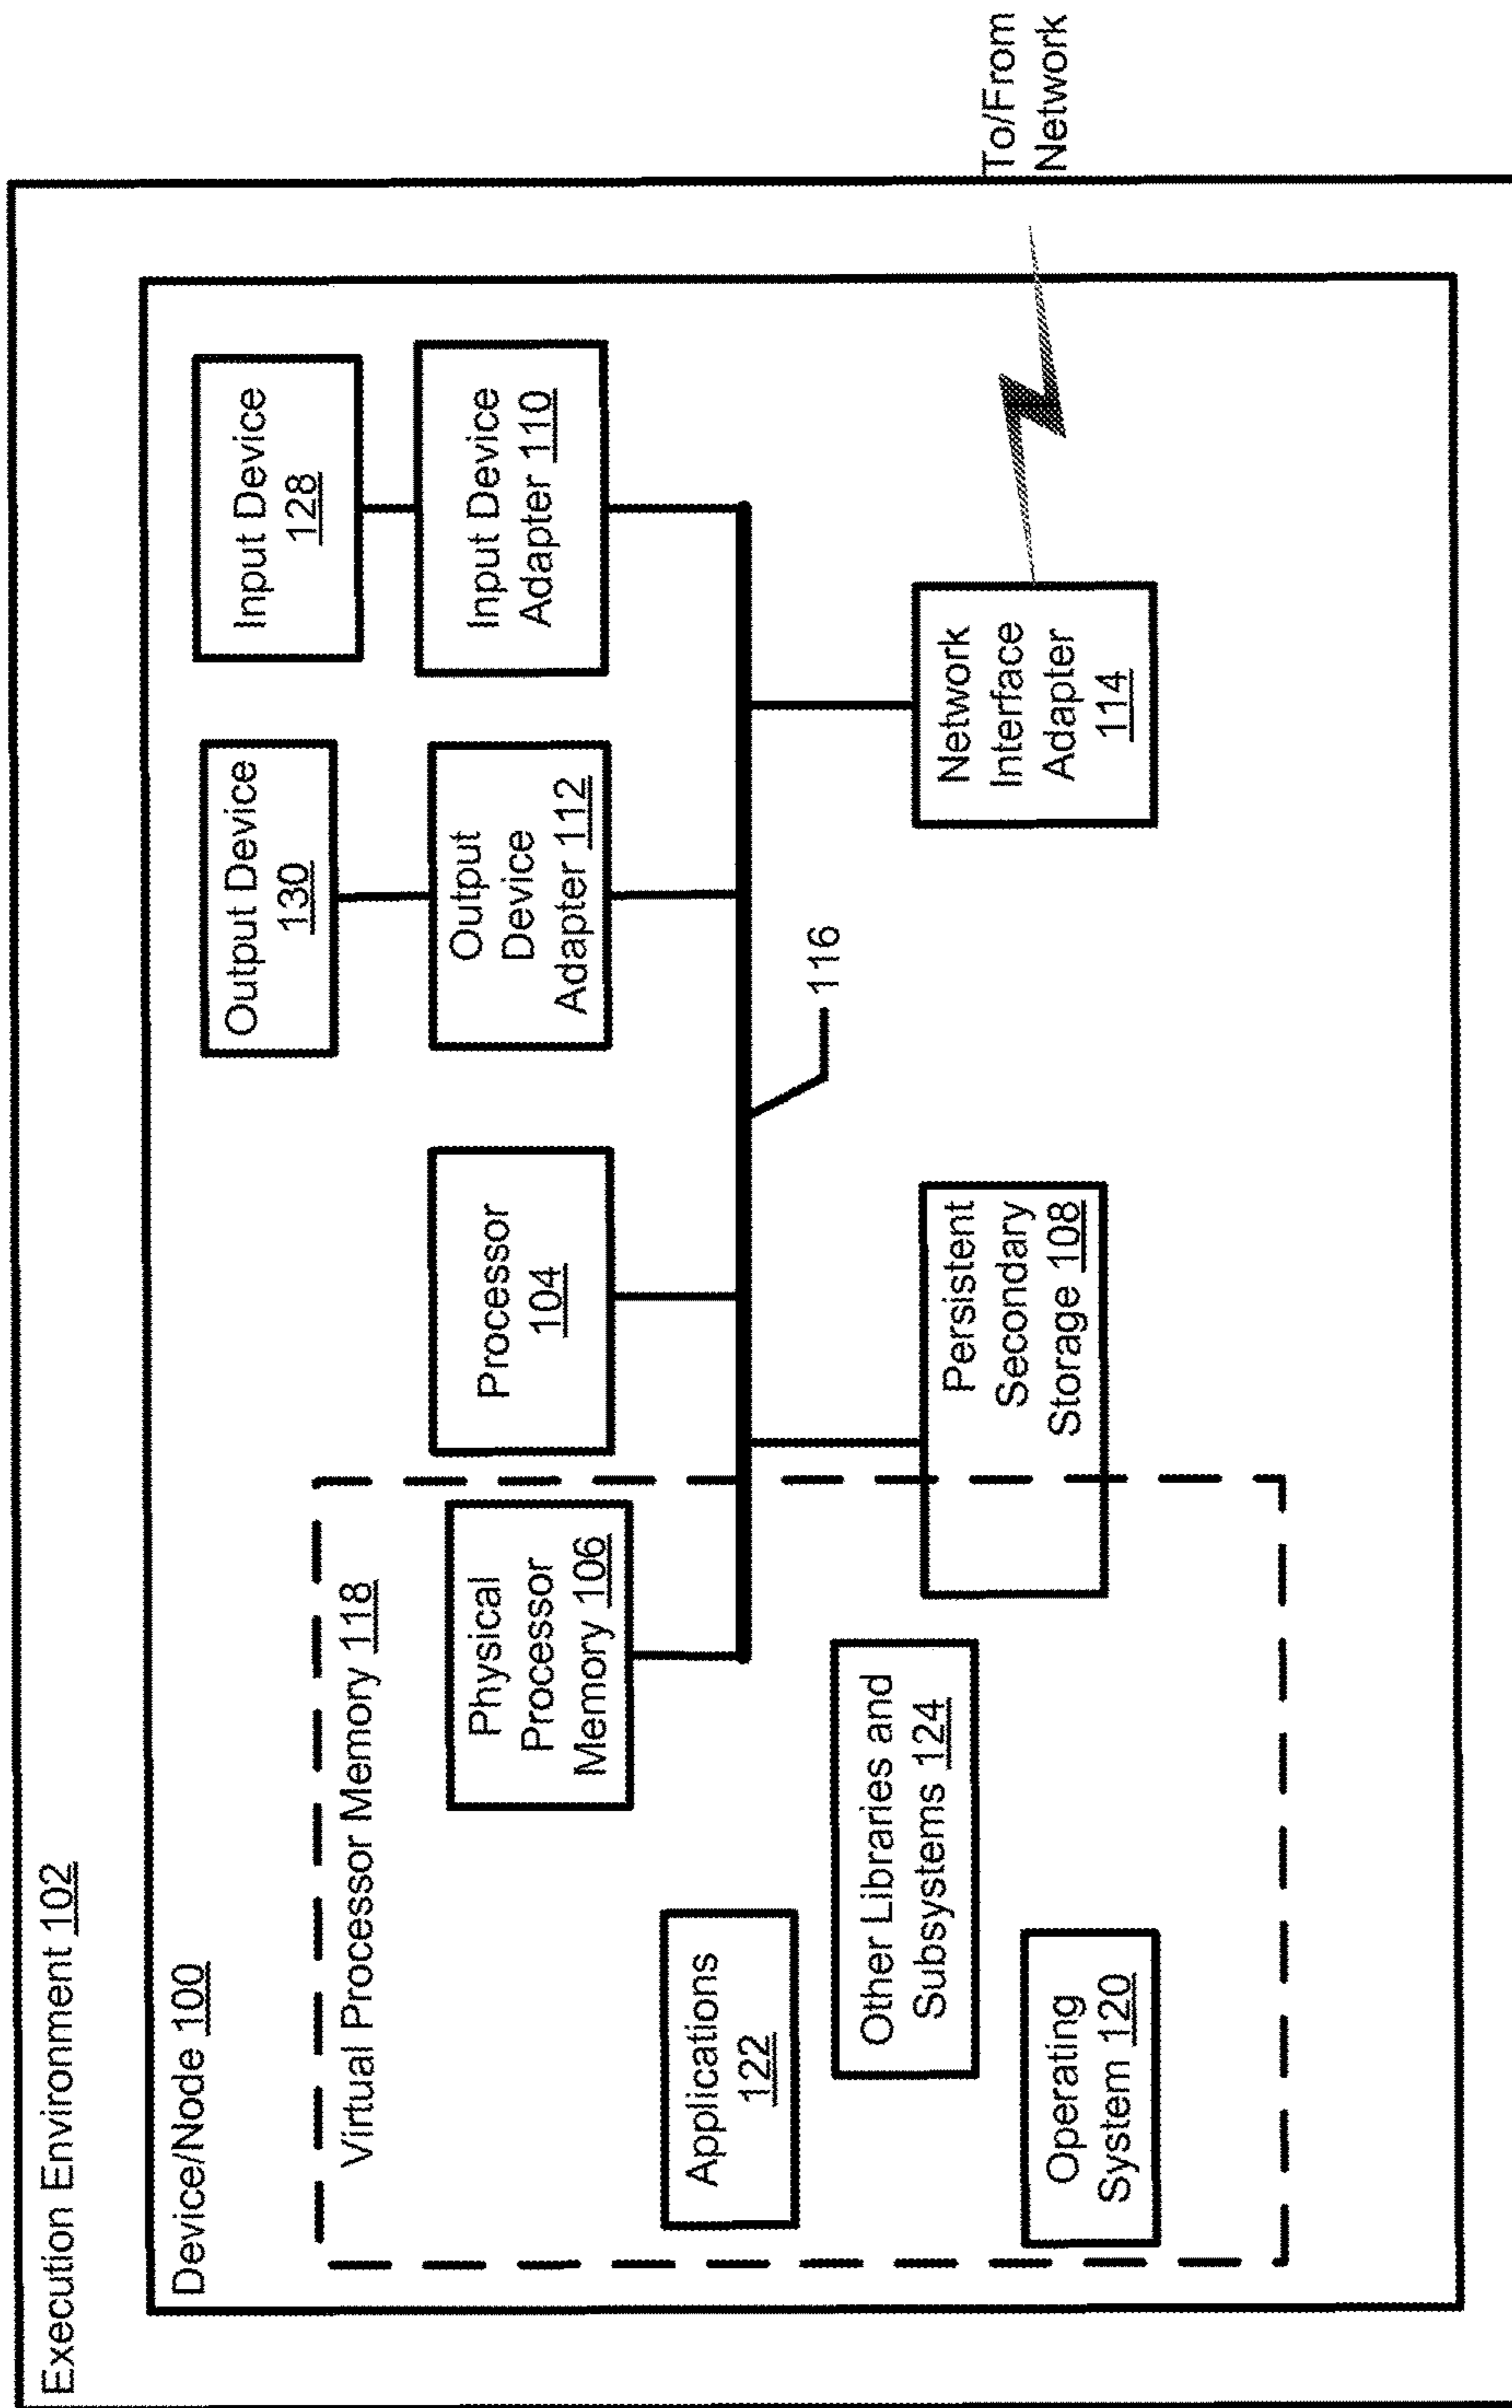 Execution Environment 102
Device/Node 100
Virtual Processor Memory 118
Physical
Processor
Memory 106
Processor
104
Output Device
130
Output
Device
Adapter 112
Input Device
128
Input Device
Adapter 110
Applications
122
Other Libraries and
Subsystems 124
Operating
System 120
Persistent
Secondary
Storage 108
116
Network
Interface
Adapter
114
To/From
Network